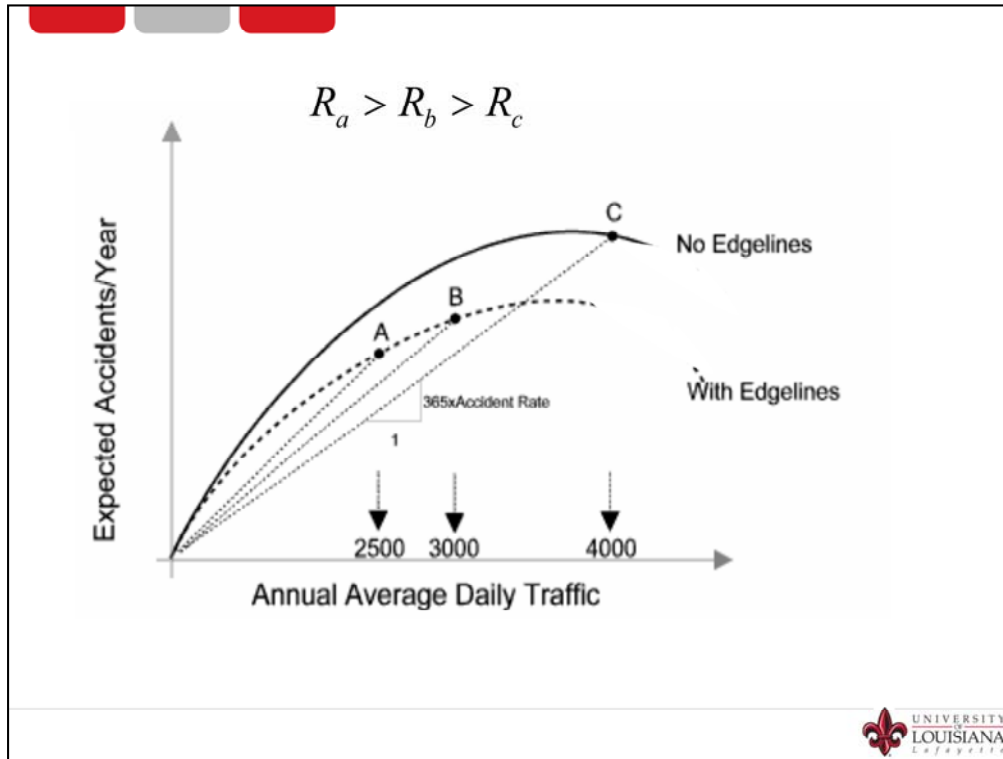 Ra > Rb > Rc
Expected Accidents/Year
C
No Edgelines
B
A
With Edgelines
365xAccident Rate
1
2500 3000 4000
Annual Average Daily Traffic
UNIVERSITY
OF
LOUISIANA
Lafayette